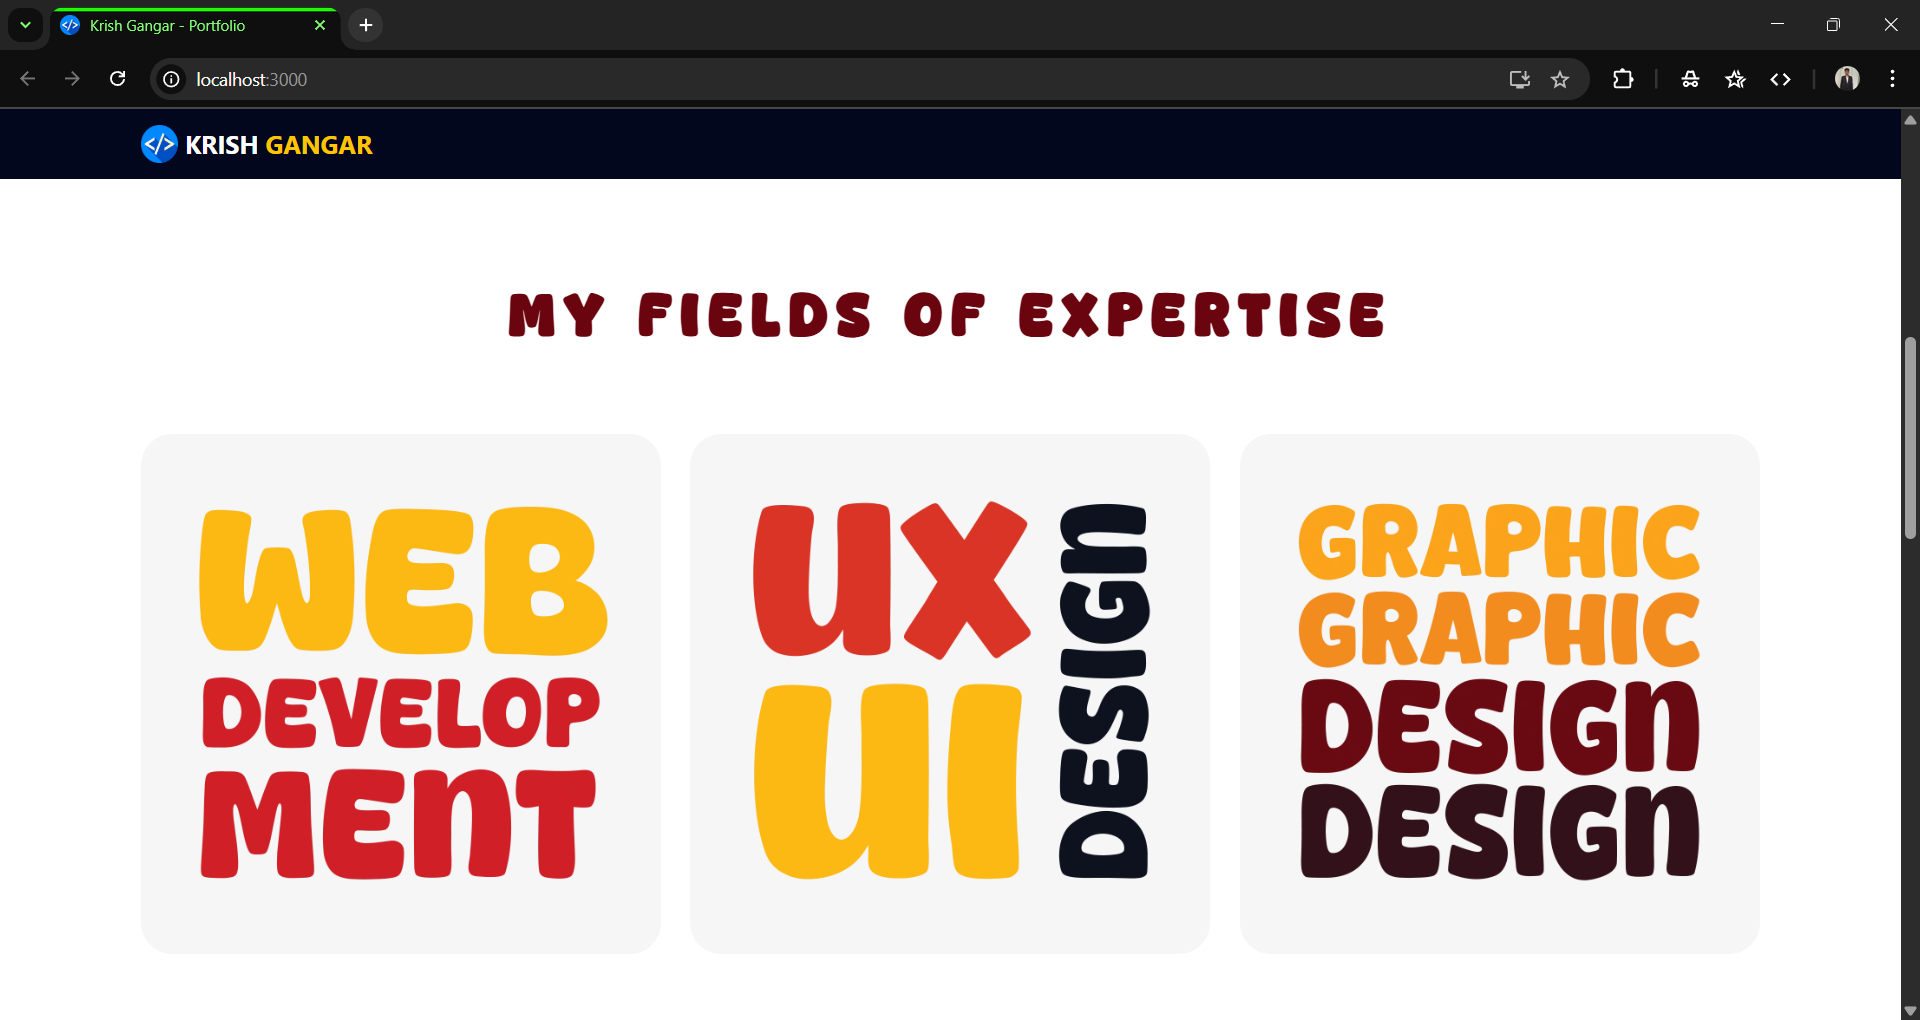 Krish Gangar - Portfolio
localhost:3000
</> KRISH GANGAR
MY FIELDS OF EXPERTISE
WEB
DEVELOP
MENT
UX
UI
DESIGN
GRAPHIC
GRAPHIC
DESIGN
DESIGN